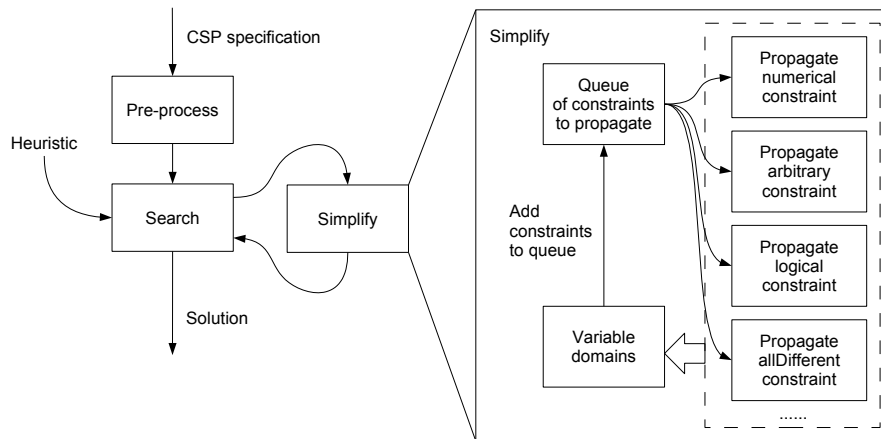 CSP specification
Pre-process
Heuristic
Search
Simplify
Solution
Simplify
Queue
of constraints
to propagate
Add
constraints
to queue
Variable
domains
Propagate
numerical
constraint
Propagate
arbitrary
constraint
Propagate
logical
constraint
Propagate
allDifferent
constraint
......